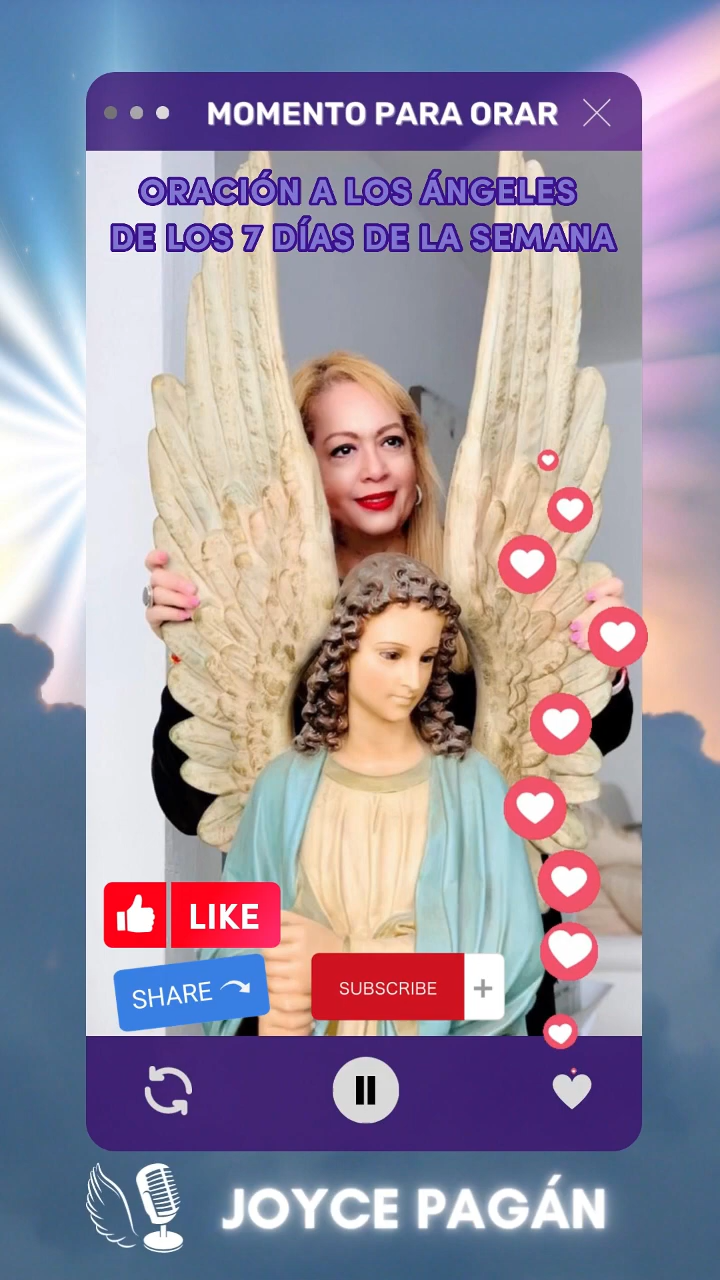 MOMENTO PARA ORAR
ORACIÓN A LOS ÁNGELES
DE LOS 7 DÍAS DE LA SEMANA
LIKE
SHARE
SUBSCRIBE +
JOYCE PAGÁN